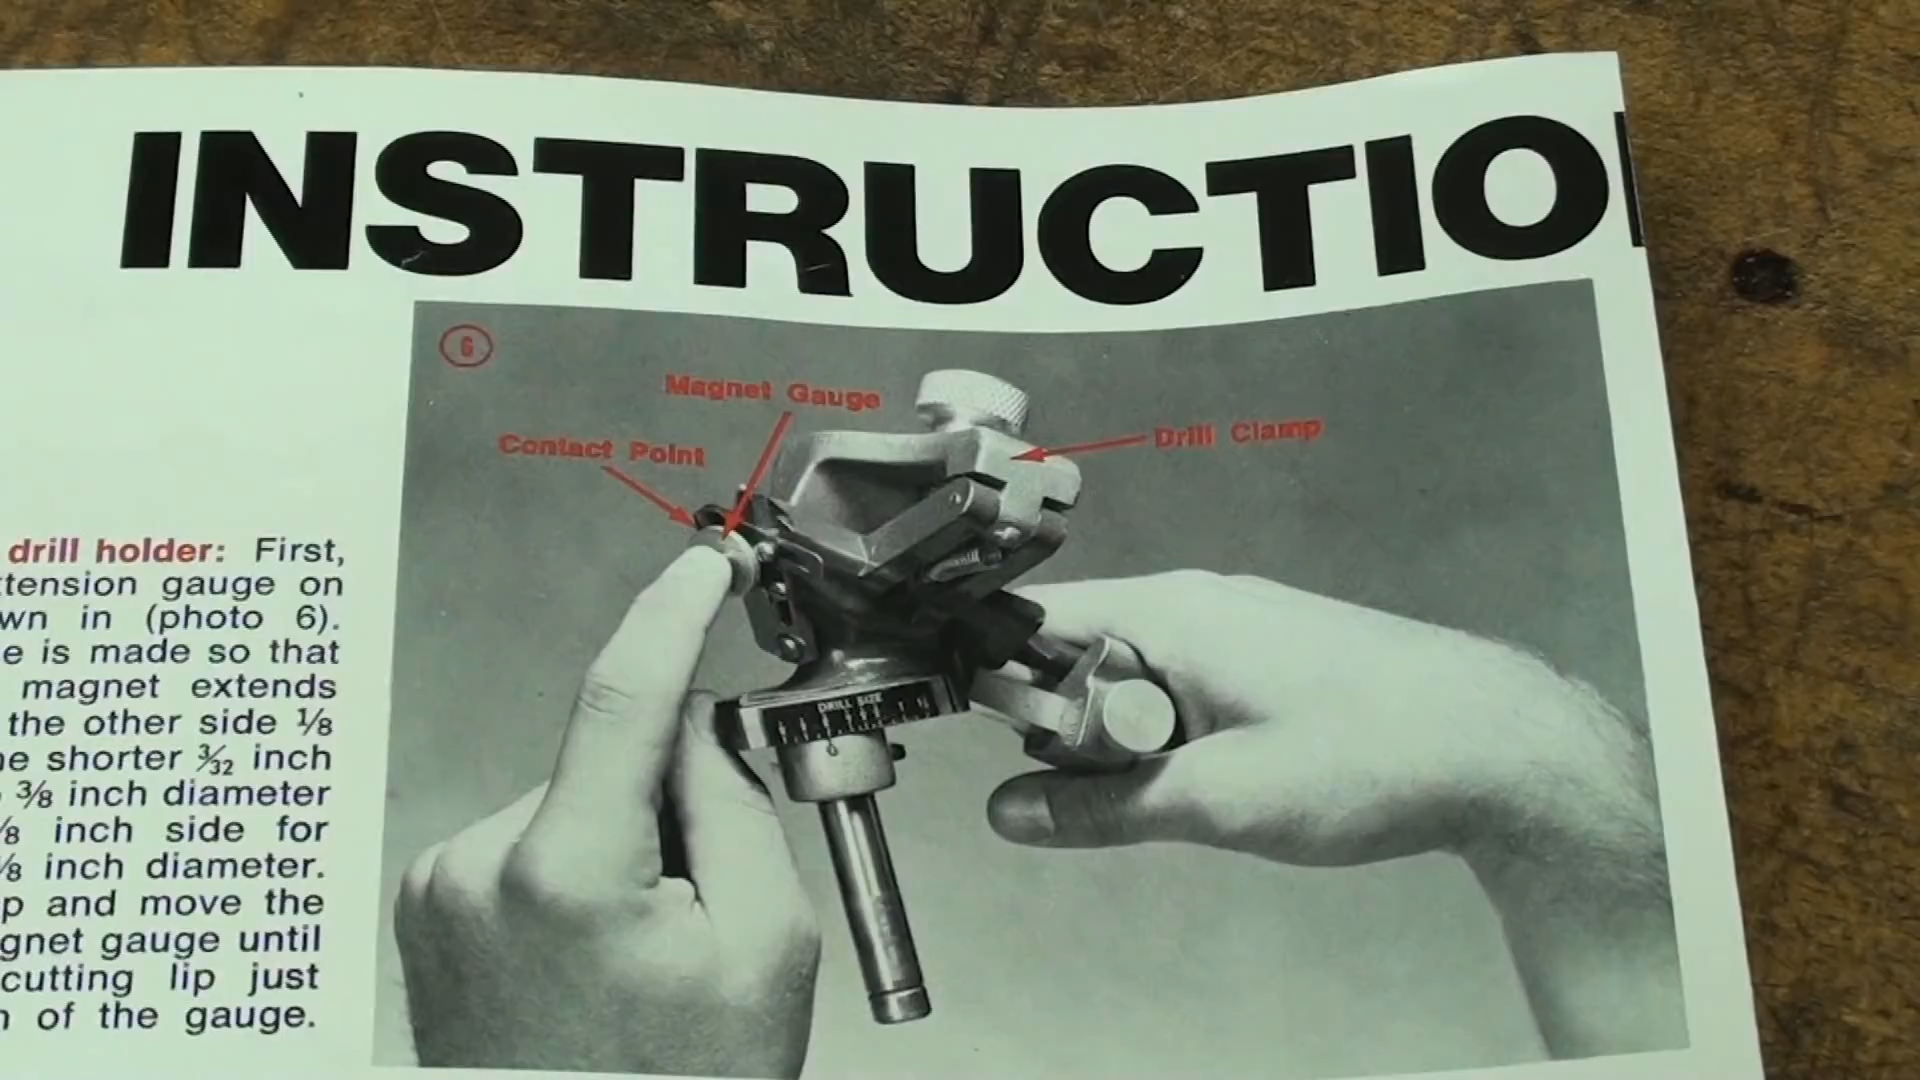 INSTRUCTIO
6
Magnet Gauge
Contact Point
Drill Clamp
DRILL SIZE
drill holder: First,
tension gauge on
wn in (photo 6).
e is made so that
magnet extends
the other side 1/8
e shorter 3/32 inch
3/8 inch diameter
/8 inch side for
/8 inch diameter.
p and move the
gnet gauge until
cutting lip just
of the gauge.